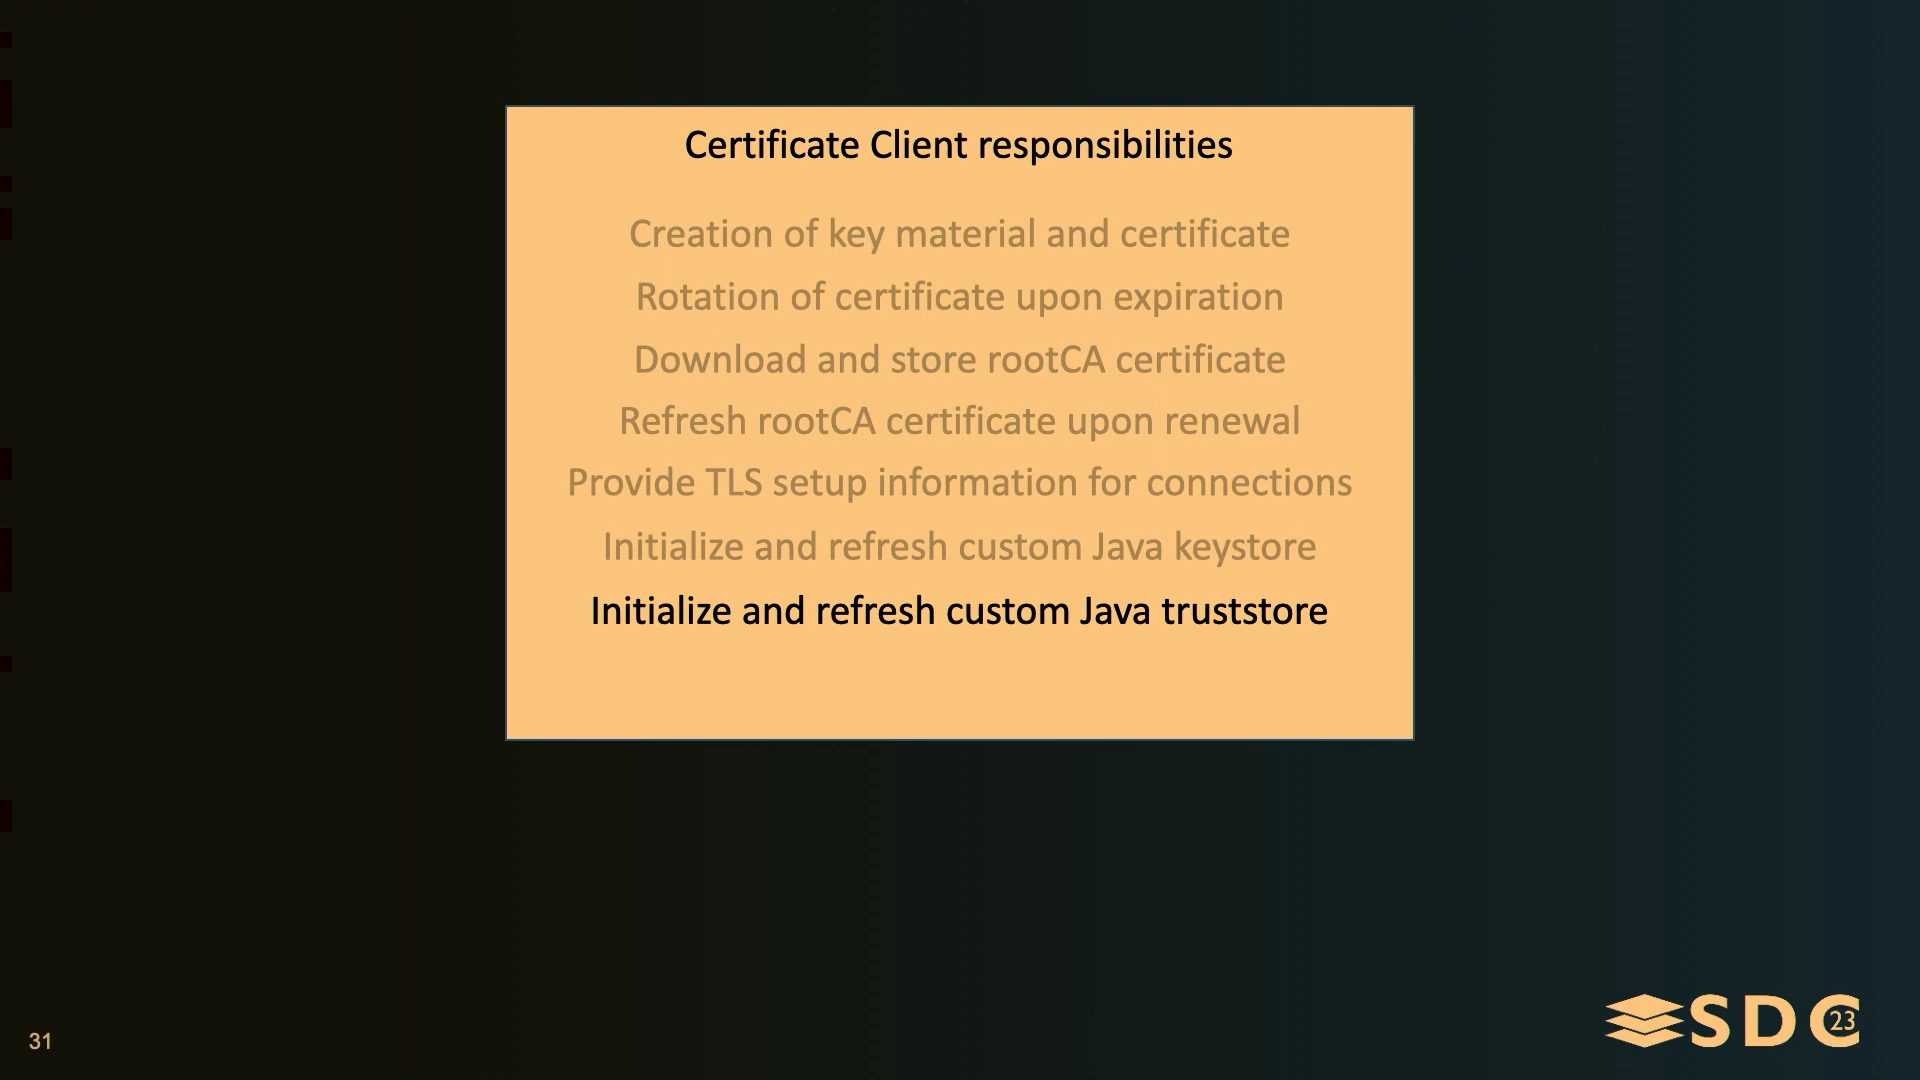 Certificate Client responsibilities
Creation of key material and certificate
Rotation of certificate upon expiration
Download and store rootCA certificate
Refresh rootCA certificate upon renewal
Provide TLS setup information for connections
Initialize and refresh custom Java keystore
Initialize and refresh custom Java truststore
31
SDC 23